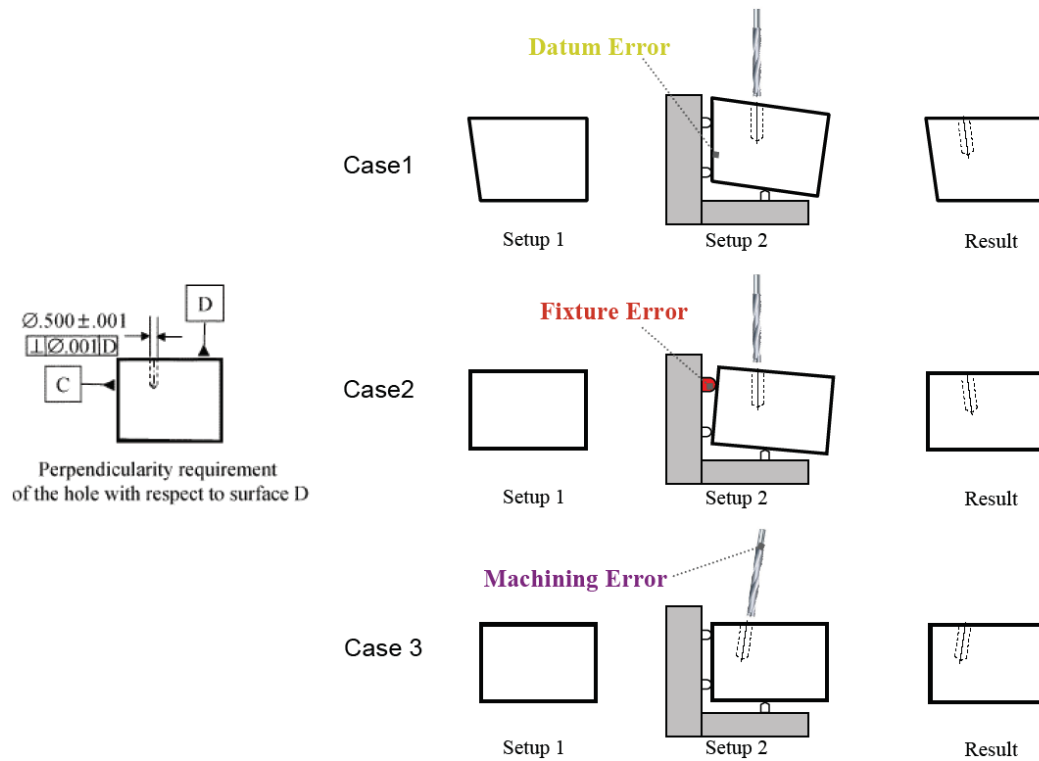 Datum Error
Case1
Setup 1
Setup 2
Result
D
Ø.500±.001
⊥ Ø.001 D
C
Perpendicularity requirement
of the hole with respect to surface D
Fixture Error
Case2
Setup 1
Setup 2
Result
Machining Error
Case 3
Setup 1
Setup 2
Result